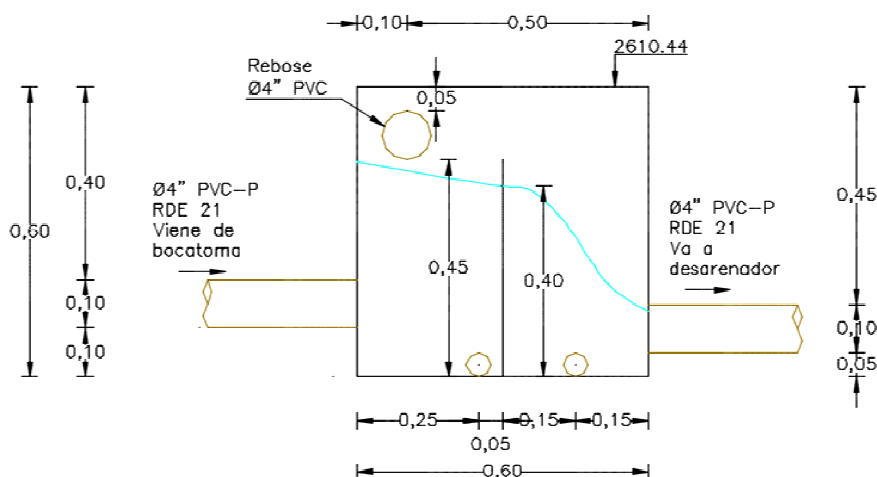 0,10
0,50
2610.44
Rebose
Ø4" PVC
0,05
0,40
0,60
Ø4" PVC-P
RDE 21
Viene de
bocatoma
0,45
0,40
Ø4" PVC-P
RDE 21
Va a
desarenador
0,45
0,10
0,10
0,10
0,05
0,25
0,15
0,15
0,05
0.60